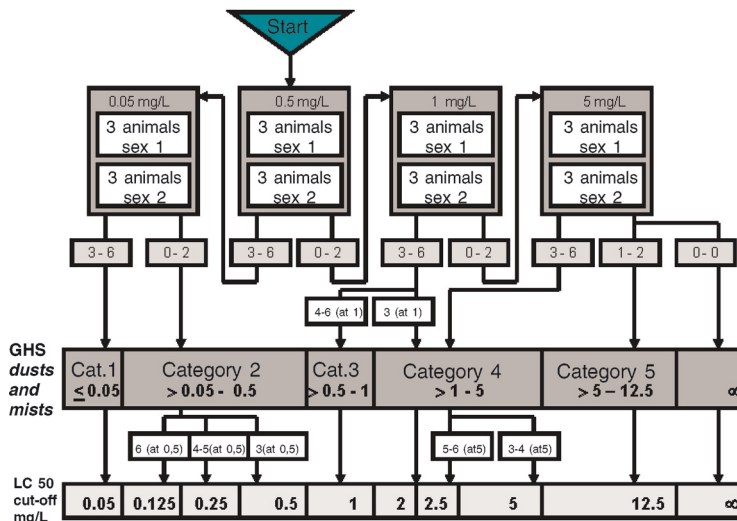 Start
0.05 mg/L
0.5 mg/L
1 mg/L
5 mg/L
3 animals
sex 1
3 animals
sex 1
3 animals
sex 1
3 animals
sex 1
3 animals
sex 2
3 animals
sex 2
3 animals
sex 2
3 animals
sex 2
3 - 6
0 - 2
3 - 6
0 - 2
3 - 6
0 - 2
3 - 6
1 - 2
0 - 0
4-6 (at 1)
3 (at 1)
GHS
dusts
and
mists
Cat.1
≤ 0.05
Category 2
> 0.05 - 0.5
Cat.3
> 0.5 - 1
Category 4
> 1 - 5
Category 5
> 5 – 12.5
∞
6 (at 0,5)
4-5(at 0,5)
3(at 0,5)
5-6 (at5)
3-4 (at5)
LC 50
cut-off
mg/L
0.05
0.125
0.25
0.5
1
2
2.5
5
12.5
∞